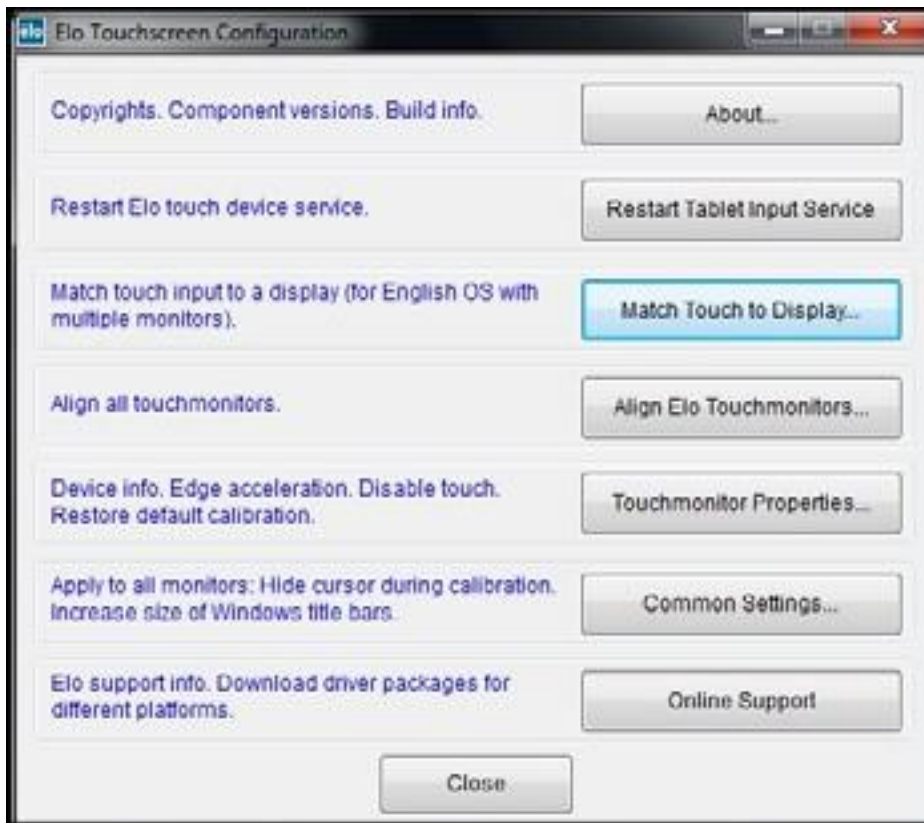 elo Elo Touchscreen Configuration
Copyrights. Component versions. Build info.
About...
Restart Elo touch device service.
Restart Tablet Input Service
Match touch input to a display (for English OS with
multiple monitors).
Match Touch to Display...
Align all touchmonitors.
Align Elo Touchmonitors...
Device info. Edge acceleration. Disable touch.
Restore default calibration.
Touchmonitor Properties...
Apply to all monitors: Hide cursor during calibration.
Increase size of Windows title bars.
Common Settings...
Elo support info. Download driver packages for
different platforms.
Online Support
Close